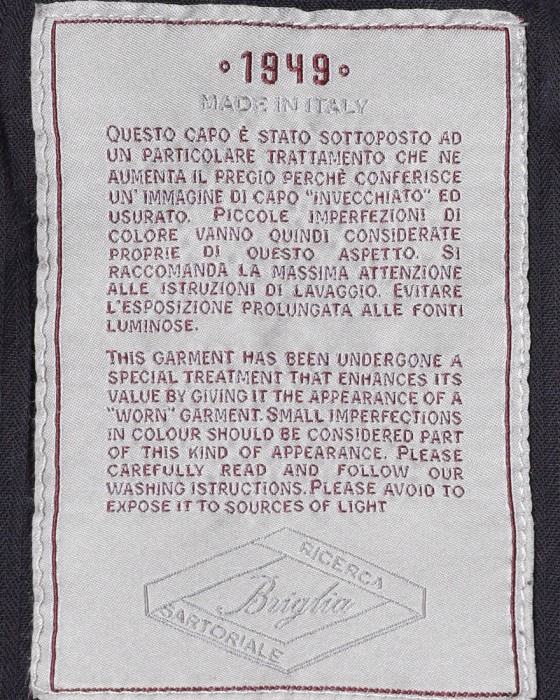 1949
MADE IN ITALY
QUESTO CAPO È STATO SOTTOPOSTO AD
UN PARTICOLARE TRATTAMENTO CHE NE
AUMENTA IL PREGIO PERCHÈ CONFERISCE
UN' IMMAGINE DI CAPO "INVECCHIATO" ED
USURATO. PICCOLE IMPERFEZIONI DI
COLORE VANNO QUINDI CONSIDERATE
PROPRIE DI QUESTO ASPETTO. SI
RACCOMANDA LA MASSIMA ATTENZIONE
ALLE ISTRUZIONI DI LAVAGGIO. EVITARE
L'ESPOSIZIONE PROLUNGATA ALLE FONTI
LUMINOSE.
THIS GARMENT HAS BEEN UNDERGONE A
SPECIAL TREATMENT THAT ENHANCES ITS
VALUE BY GIVING IT THE APPEARANCE OF A
"WORN" GARMENT. SMALL IMPERFECTIONS
IN COLOUR SHOULD BE CONSIDERED PART
OF THIS KIND OF APPEARANCE. PLEASE
CAREFULLY READ AND FOLLOW OUR
WASHING ISTRUCTIONS. PLEASE AVOID TO
EXPOSE IT TO SOURCES OF LIGHT
RICERCA
Briglia
SARTORIALE